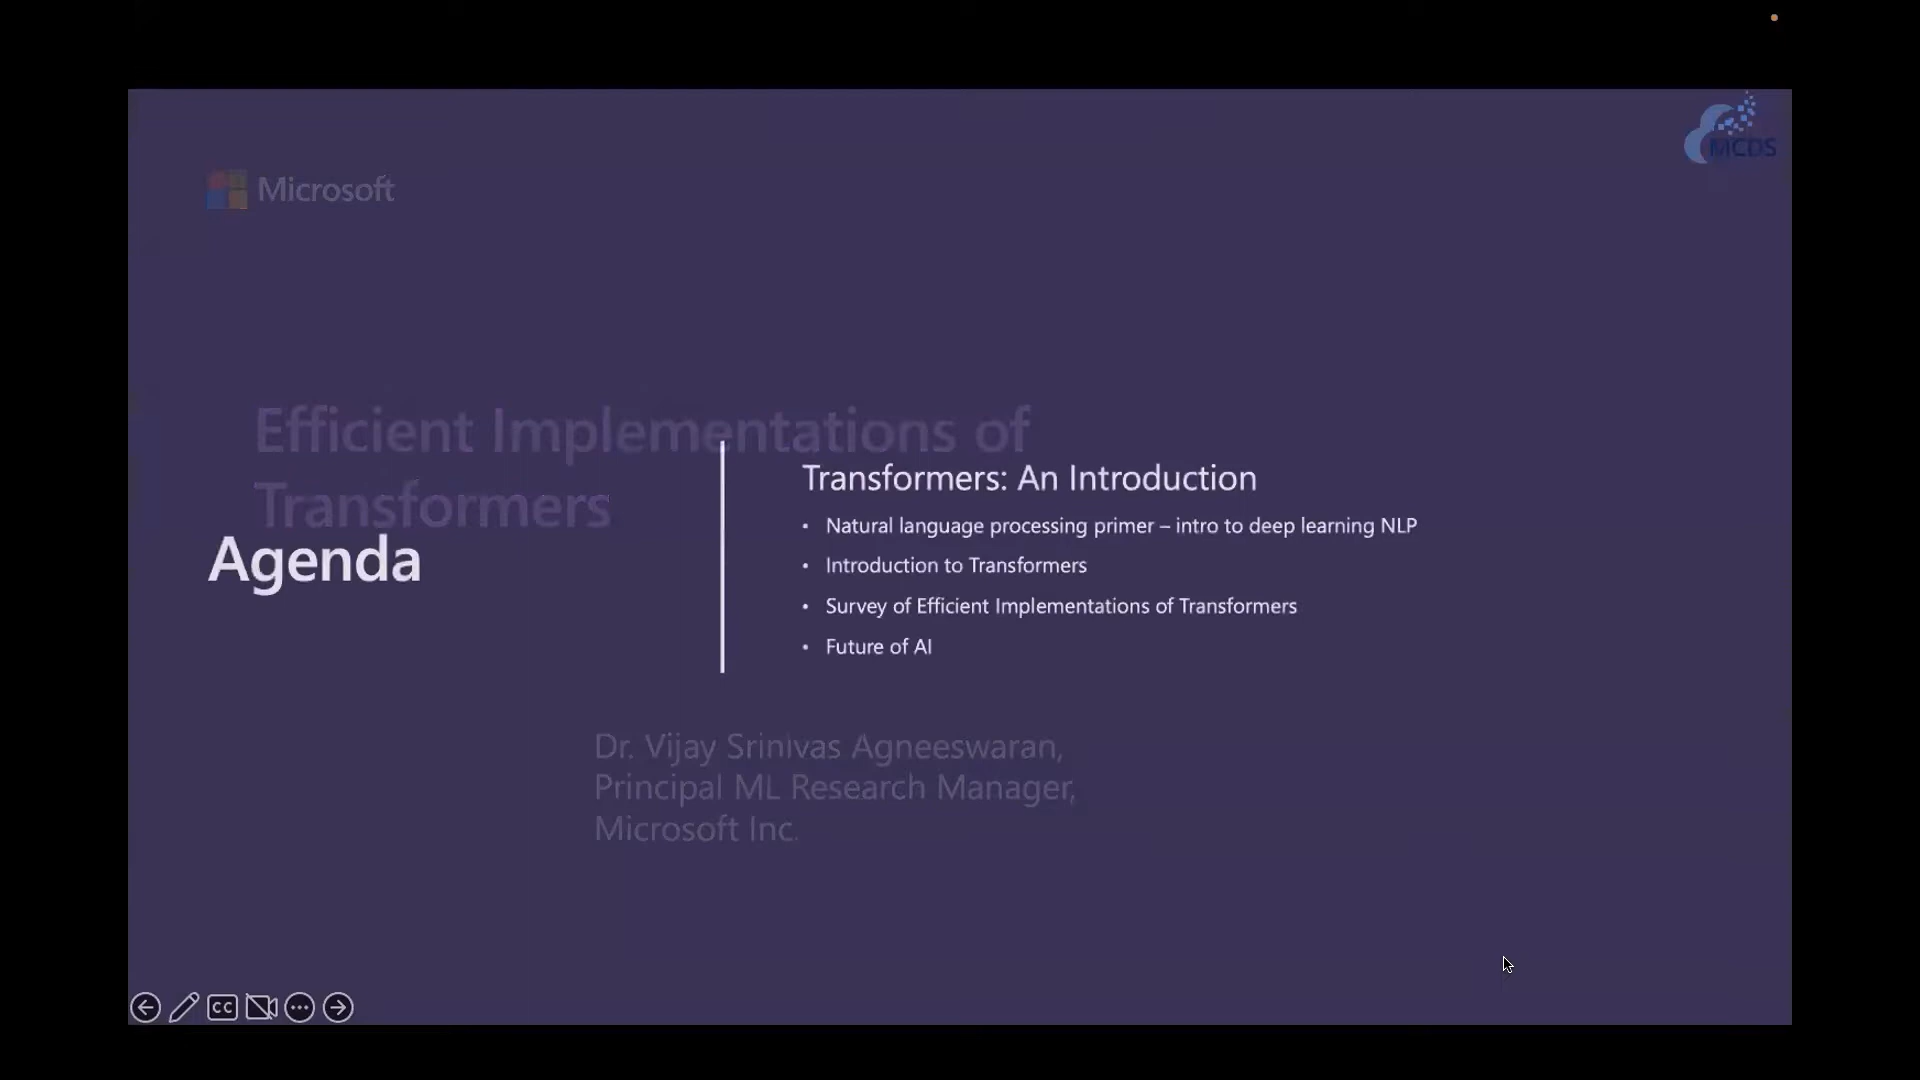 MCDS
Microsoft
Efficient Implementations of
Transformers
Agenda
Transformers: An Introduction
• Natural language processing primer – intro to deep learning NLP
• Introduction to Transformers
• Survey of Efficient Implementations of Transformers
• Future of AI
Dr. Vijay Srinivas Agneeswaran,
Principal ML Research Manager,
Microsoft Inc.
CC